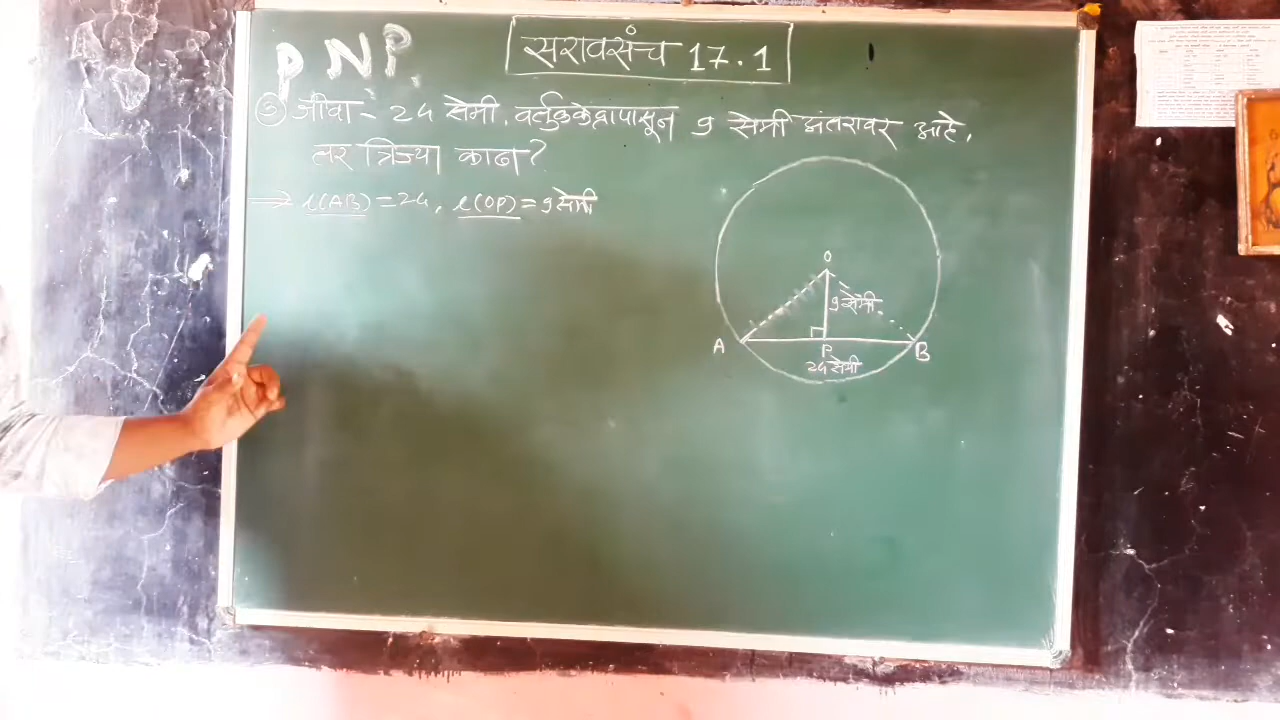 PNP.
सरावसंच 17.1
③ जीवा - 24 सेमी. वर्तुळकेंद्रापासून 9 सेमी अंतरावर आहे.
तर त्रिज्या काढा?
→ l(AB) = 24, l(OP) = 9 सेमी
O
9 सेमी.
A P B
24 सेमी